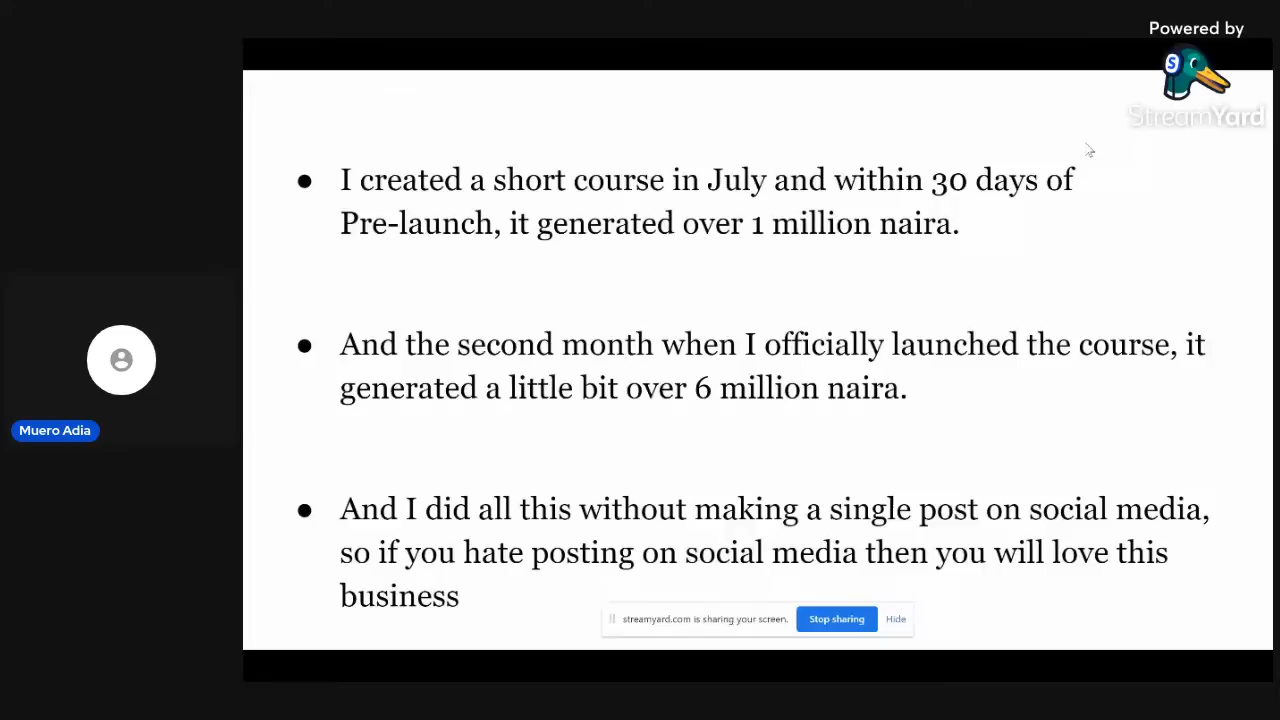 Powered by
S
StreamYard
● I created a short course in July and within 30 days of
Pre-launch, it generated over 1 million naira.
● And the second month when I officially launched the course, it
generated a little bit over 6 million naira.
Muero Adia
● And I did all this without making a single post on social media,
so if you hate posting on social media then you will love this
business
streamyard.com is sharing your screen. Stop sharing Hide